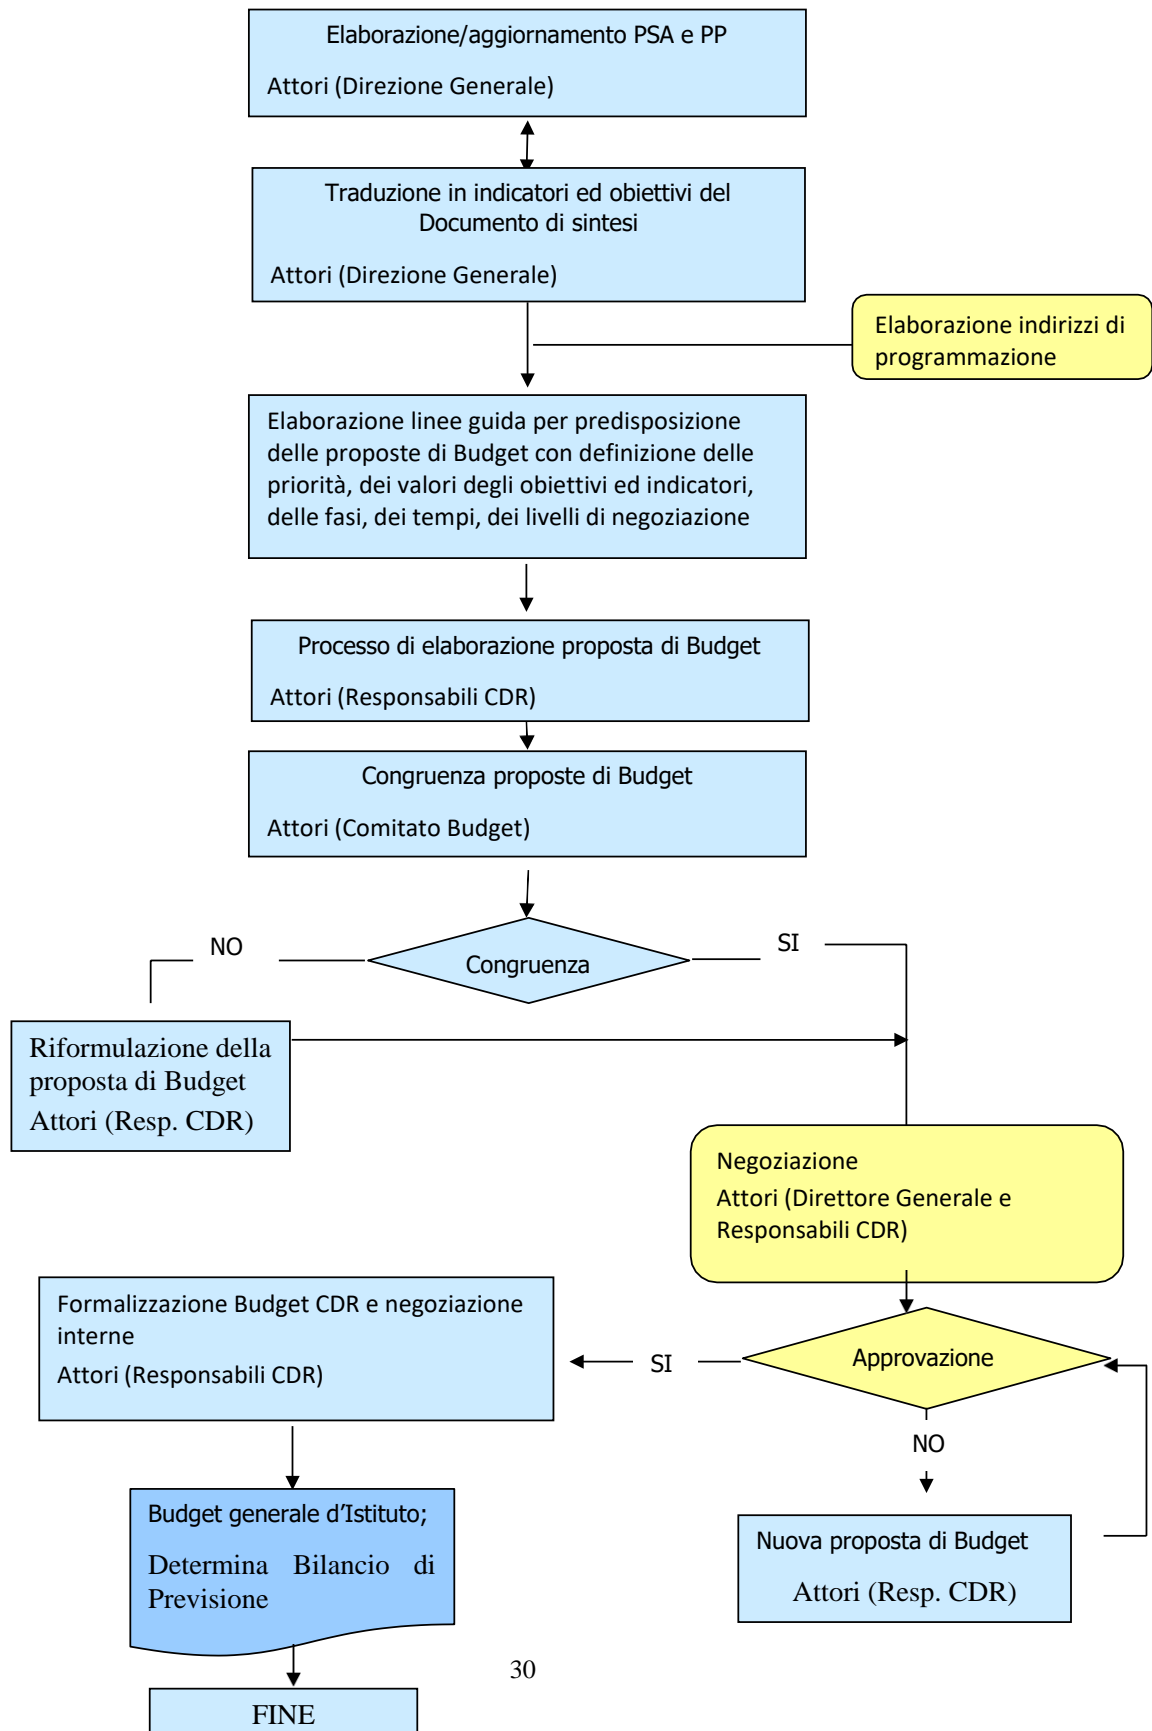 Elaborazione/aggiornamento PSA e PP
Attori (Direzione Generale)
Traduzione in indicatori ed obiettivi del
Documento di sintesi
Attori (Direzione Generale)
Elaborazione indirizzi di
programmazione
Elaborazione linee guida per predisposizione
delle proposte di Budget con definizione delle
priorità, dei valori degli obiettivi ed indicatori,
delle fasi, dei tempi, dei livelli di negoziazione
Processo di elaborazione proposta di Budget
Attori (Responsabili CDR)
Congruenza proposte di Budget
Attori (Comitato Budget)
NO
SI
Congruenza
Riformulazione della
proposta di Budget
Attori (Resp. CDR)
Negoziazione
Attori (Direttore Generale e
Responsabili CDR)
Formalizzazione Budget CDR e negoziazione
interne
Attori (Responsabili CDR)
SI
Approvazione
NO
Budget generale d’Istituto;
Determina Bilancio di
Previsione
Nuova proposta di Budget
Attori (Resp. CDR)
30
FINE